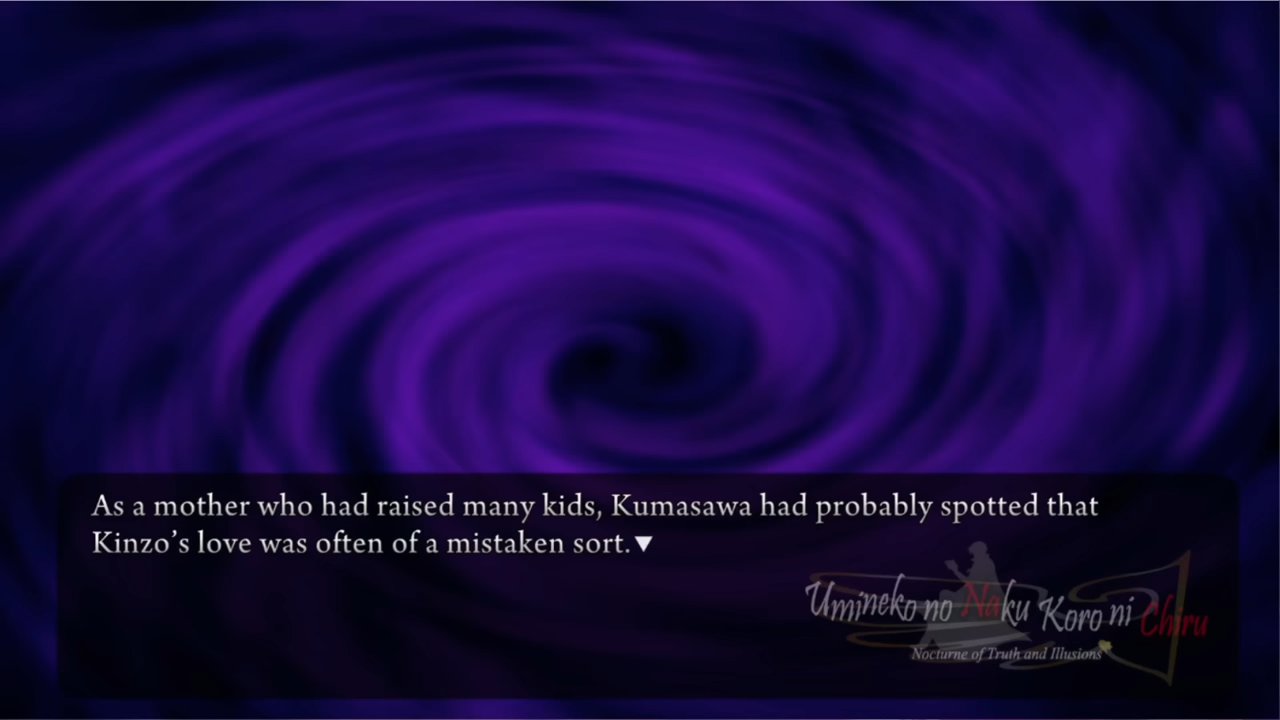 As a mother who had raised many kids, Kumasawa had probably spotted that
Kinzo’s love was often of a mistaken sort.▼
Umineko no Naku Koro ni Chiru
Nocturne of Truth and Illusions